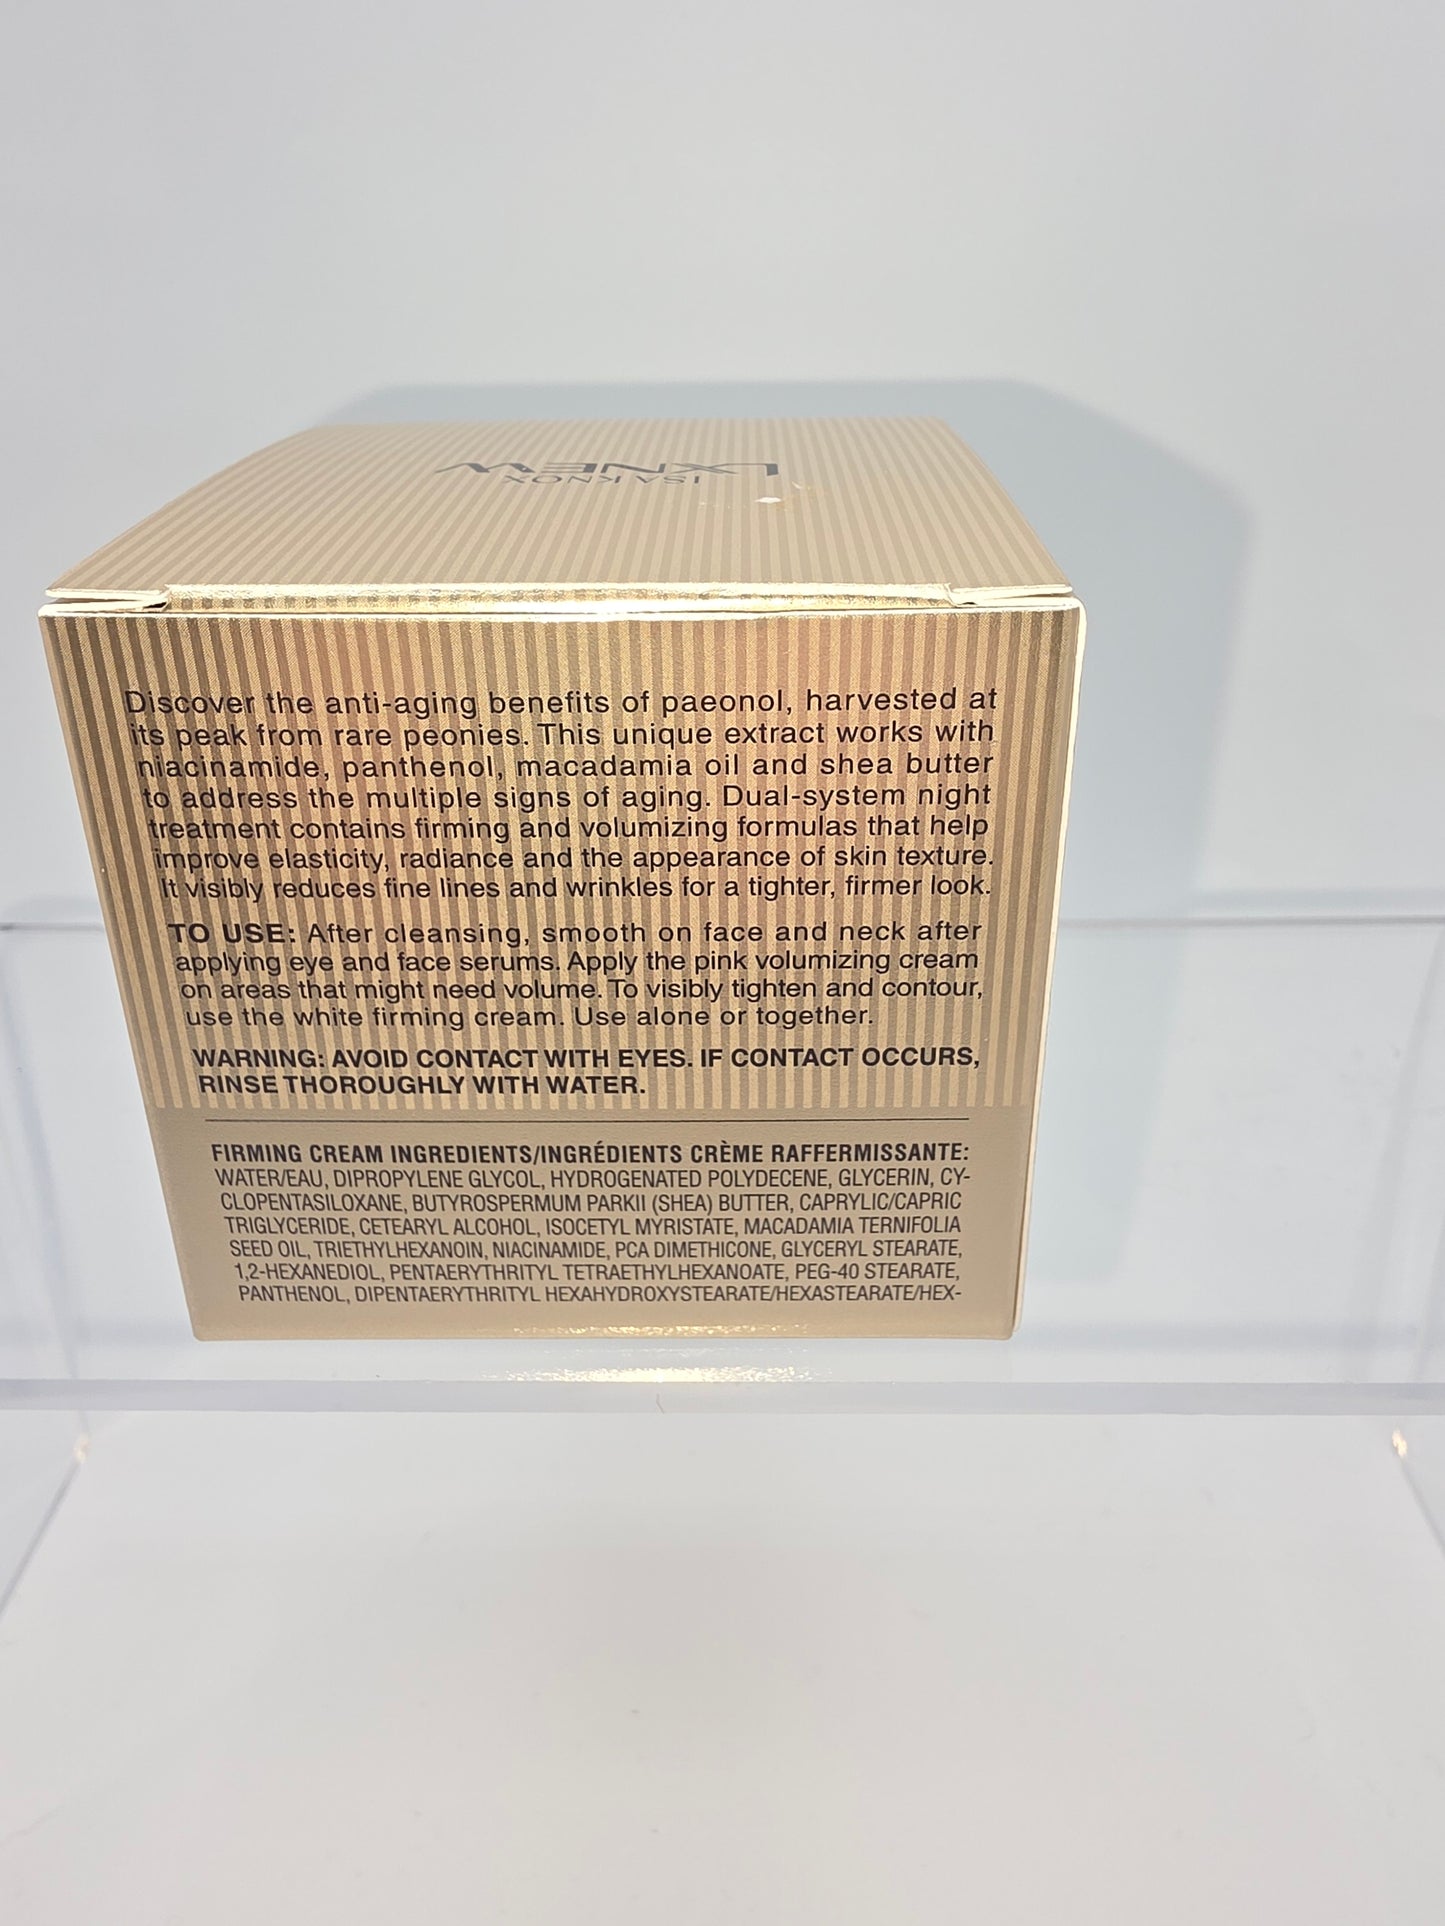 ISA KNOX
LXNEW
Discover the anti-aging benefits of paeonol, harvested at
its peak from rare peonies. This unique extract works with
niacinamide, panthenol, macadamia oil and shea butter
to address the multiple signs of aging. Dual-system night
treatment contains firming and volumizing formulas that help
improve elasticity, radiance and the appearance of skin texture.
It visibly reduces fine lines and wrinkles for a tighter, firmer look.
TO USE: After cleansing, smooth on face and neck after
applying eye and face serums. Apply the pink volumizing cream
on areas that might need volume. To visibly tighten and contour,
use the white firming cream. Use alone or together.
WARNING: AVOID CONTACT WITH EYES. IF CONTACT OCCURS,
RINSE THOROUGHLY WITH WATER.
FIRMING CREAM INGREDIENTS/INGRÉDIENTS CRÈME RAFFERMISSANTE:
WATER/EAU, DIPROPYLENE GLYCOL, HYDROGENATED POLYDECENE, GLYCERIN, CY-
CLOPENTASILOXANE, BUTYROSPERMUM PARKII (SHEA) BUTTER, CAPRYLIC/CAPRIC
TRIGLYCERIDE, CETEARYL ALCOHOL, ISOCETYL MYRISTATE, MACADAMIA TERNIFOLIA
SEED OIL, TRIETHYLHEXANOIN, NIACINAMIDE, PCA DIMETHICONE, GLYCERYL STEARATE,
1,2-HEXANEDIOL, PENTAERYTHRITYL TETRAETHYLHEXANOATE, PEG-40 STEARATE,
PANTHENOL, DIPENTAERYTHRITYL HEXAHYDROXYSTEARATE/HEXASTEARATE/HEX-